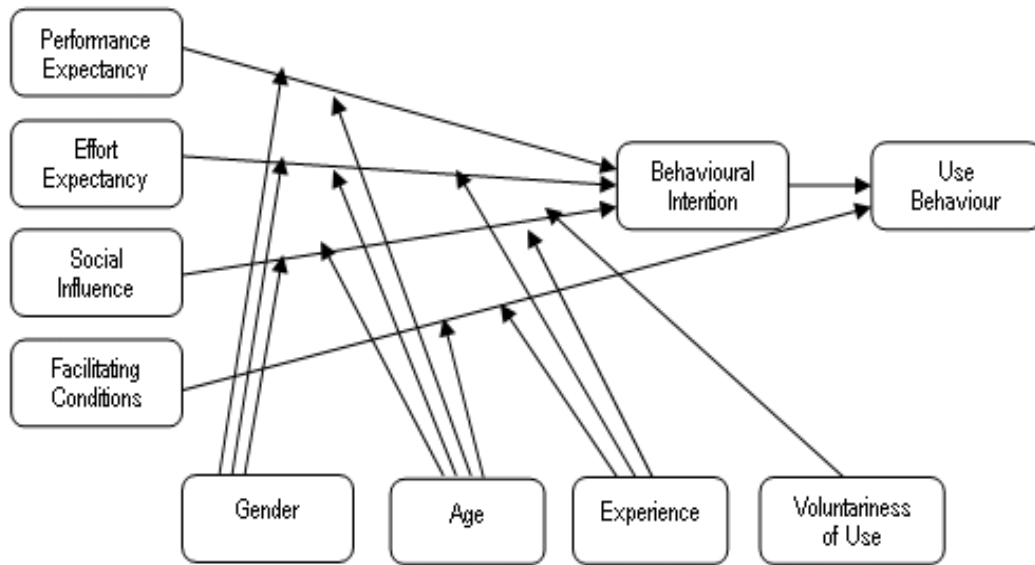 Performance
Expectancy
Effort
Expectancy
Social
Influence
Facilitating
Conditions
Behavioural
Intention
Use
Behaviour
Gender
Age
Experience
Voluntariness
of Use